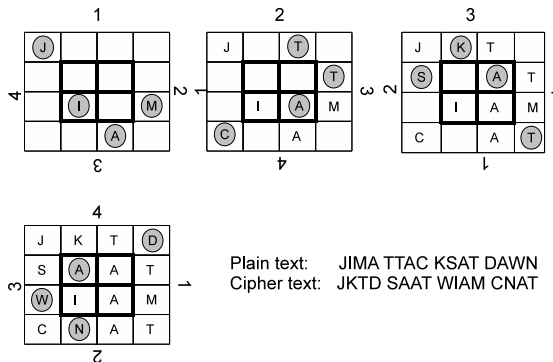 1
J
4
2
I M
A
3
2
J T
T
1
3
I A M
C A
4
3
J K T
S A T
2
I A M
C A T
1
4
J K T D
S A A T
3
1
W I A M
C N A T
2
Plain text: JIMA TTAC KSAT DAWN
Cipher text: JKTD SAAT WIAM CNAT